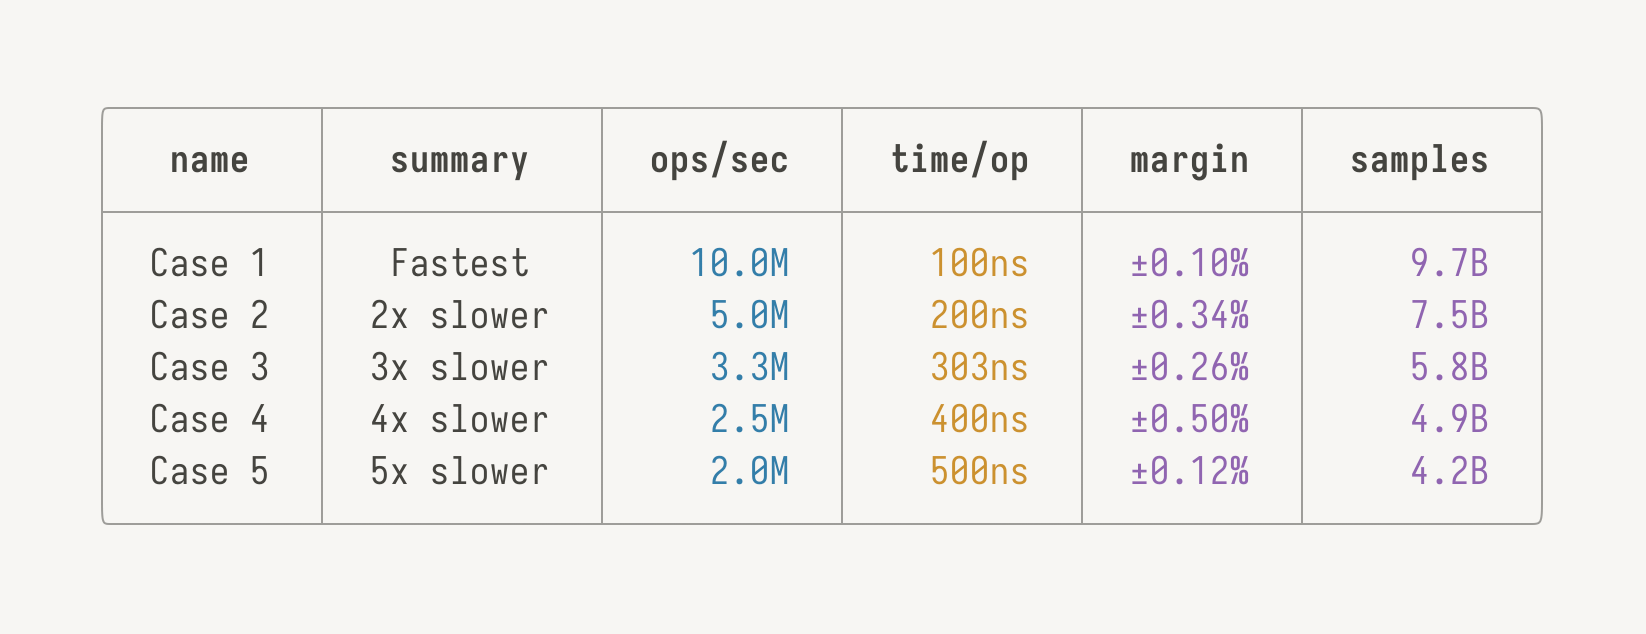 name summary ops/sec time/op margin samples
Case 1 Fastest 10.0M 100ns ±0.10% 9.7B
Case 2 2x slower 5.0M 200ns ±0.34% 7.5B
Case 3 3x slower 3.3M 303ns ±0.26% 5.8B
Case 4 4x slower 2.5M 400ns ±0.50% 4.9B
Case 5 5x slower 2.0M 500ns ±0.12% 4.2B